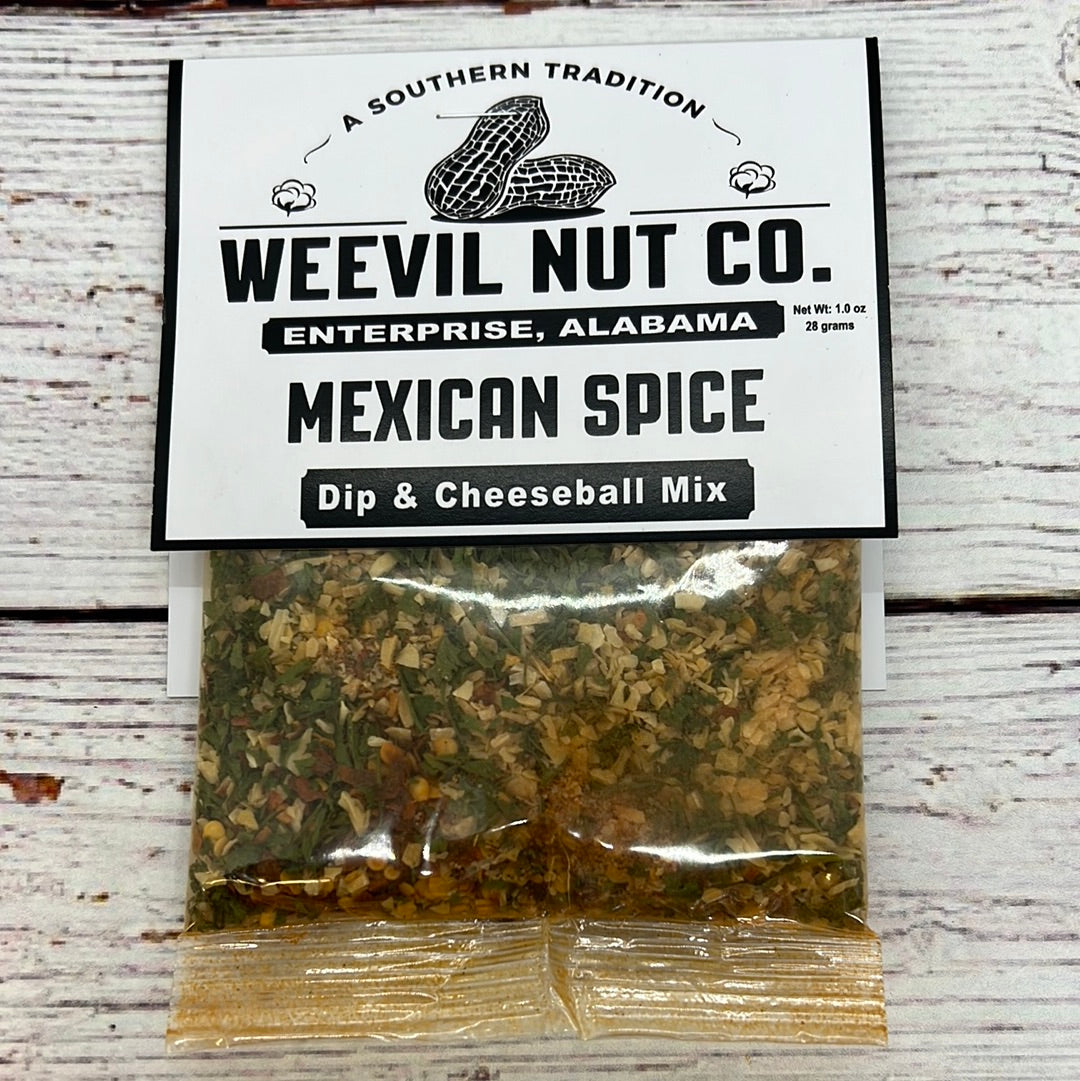 A SOUTHERN TRADITION
WEEVIL NUT CO.
ENTERPRISE, ALABAMA
Net Wt: 1.0 oz
28 grams
MEXICAN SPICE
Dip & Cheeseball Mix